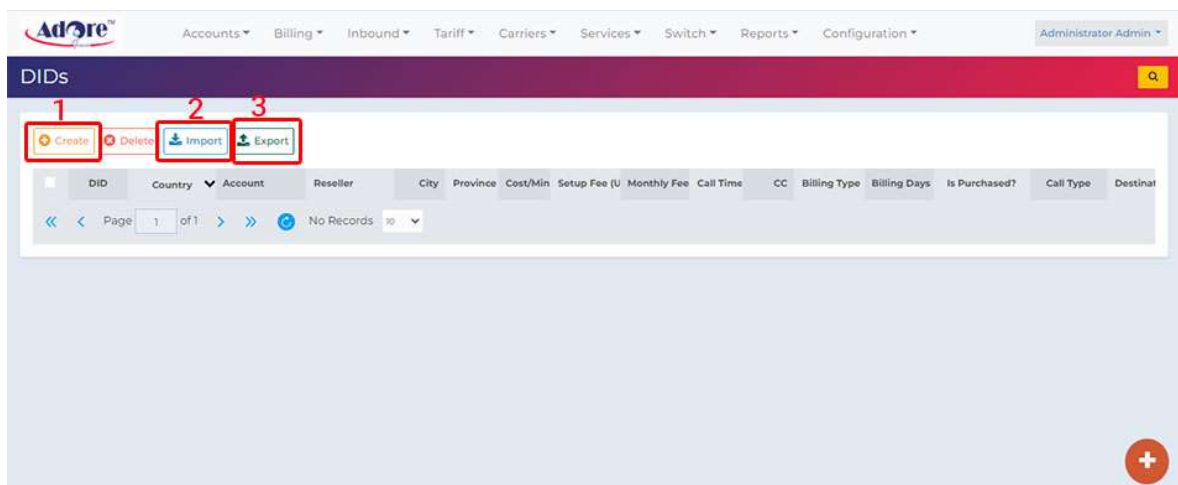 Adore™ Accounts Billing Inbound Tariff Carriers Services Switch Reports Configuration Administrator Admin
DIDs
1 2 3
Create Delete Import Export
DID Country Account Reseller City Province Cost/Min Setup Fee (U Monthly Fee Call Time CC Billing Type Billing Days Is Purchased? Call Type Destinat
Page 1 of 1 No Records 10